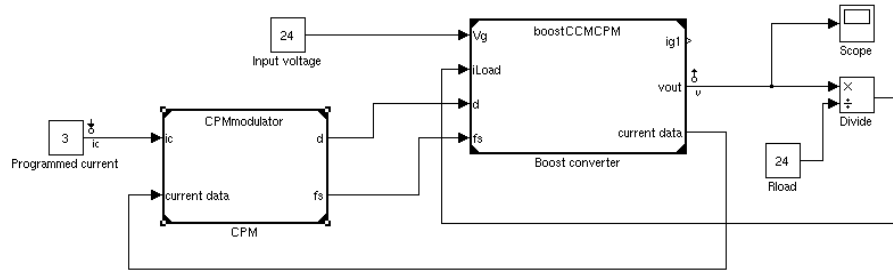 24
Input voltage
boostCCMCPM
Vg
ig1
iLoad
vout
d
fs
current data
Boost converter
υ
Scope
×
÷
Divide
24
Rload
3
Programmed current
ic
CPMmodulator
ic
d
current data
fs
CPM